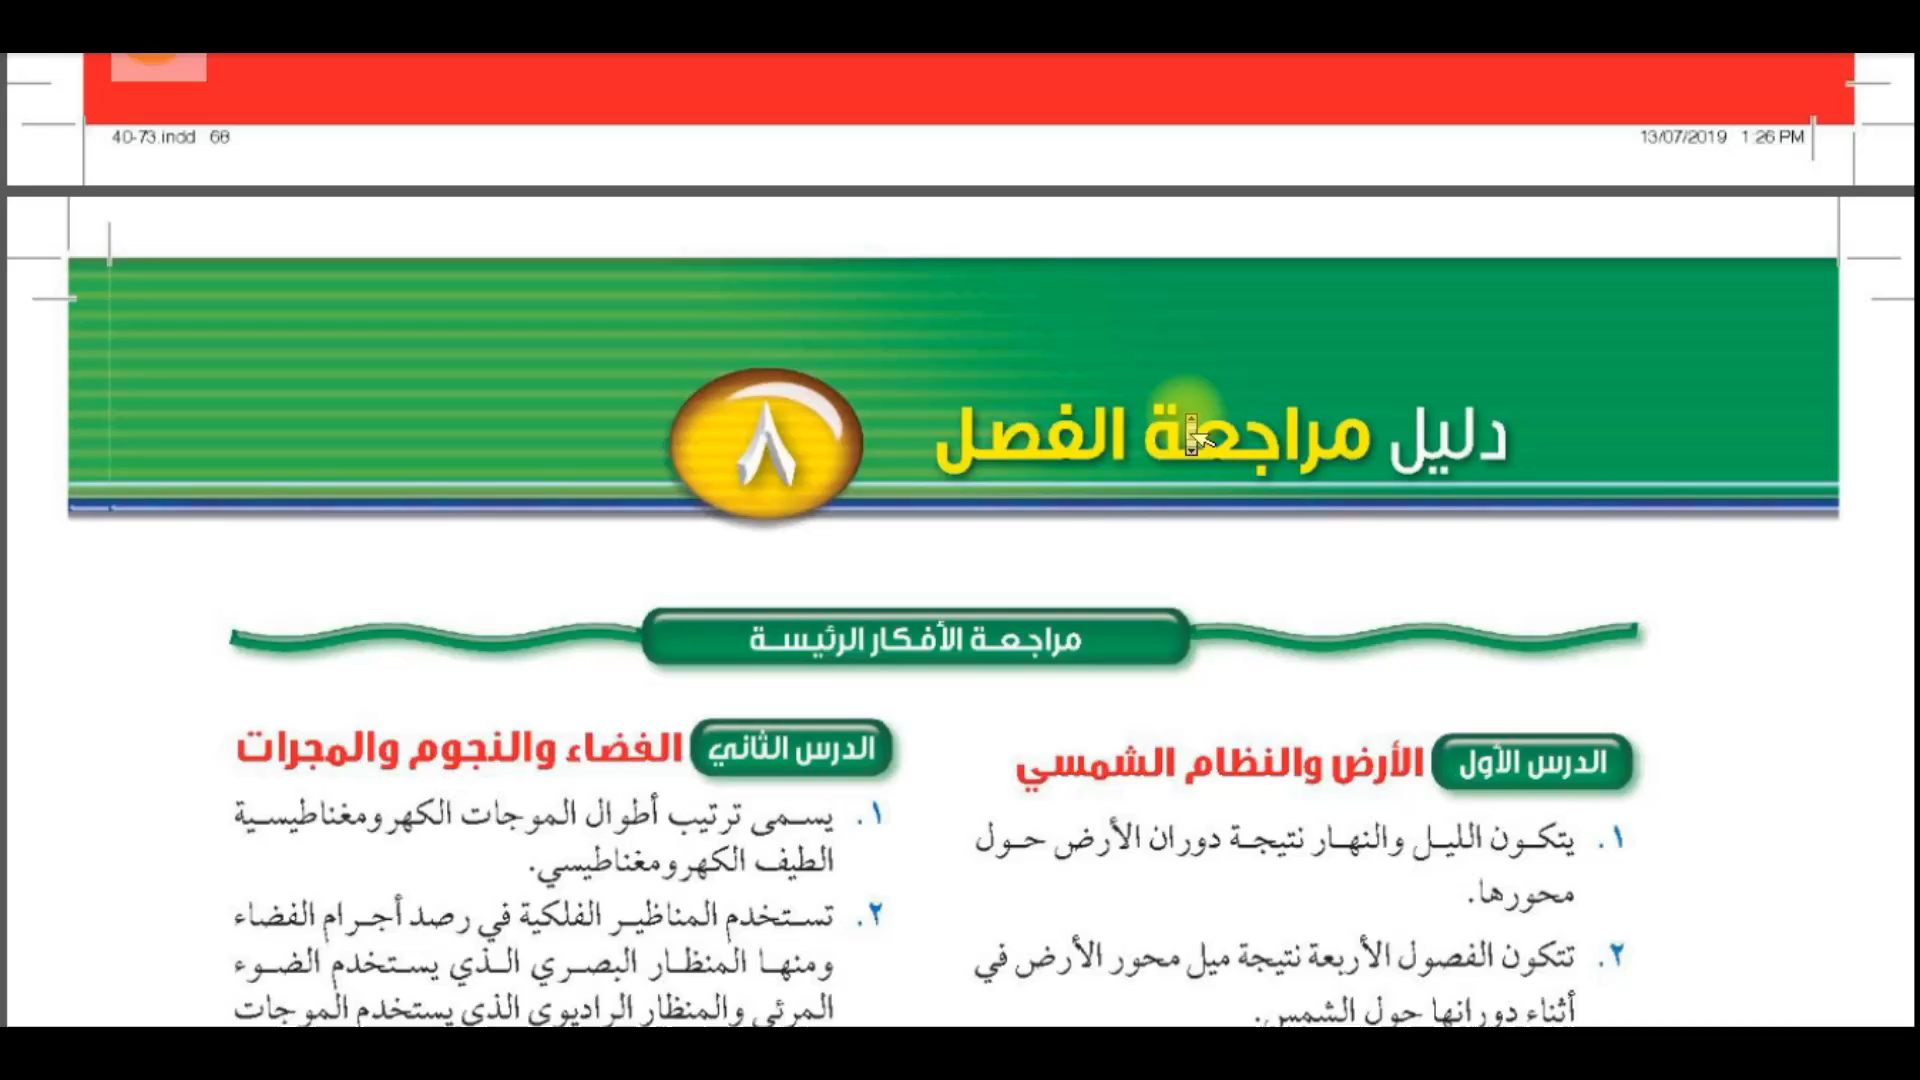 40-73.indd 68
13/07/2019 1:26 PM
دليل مراجعة الفصل ٨
مراجعة الأفكار الرئيسة
الدرس الأول الأرض والنظام الشمسي
١. يتكون الليل والنهار نتيجة دوران الأرض حول
محورها.
٢. تتكون الفصول الأربعة نتيجة ميل محور الأرض في
أثناء دورانها حول الشمس.
الدرس الثاني الفضاء والنجوم والمجرات
١. يسمى ترتيب أطوال الموجات الكهرومغناطيسية
الطيف الكهرومغناطيسي.
٢. تستخدم المناظير الفلكية في رصد أجرام الفضاء
ومنها المنظار البصري الذي يستخدم الضوء
المرئي والمنظار الراديوي الذي يستخدم الموجات